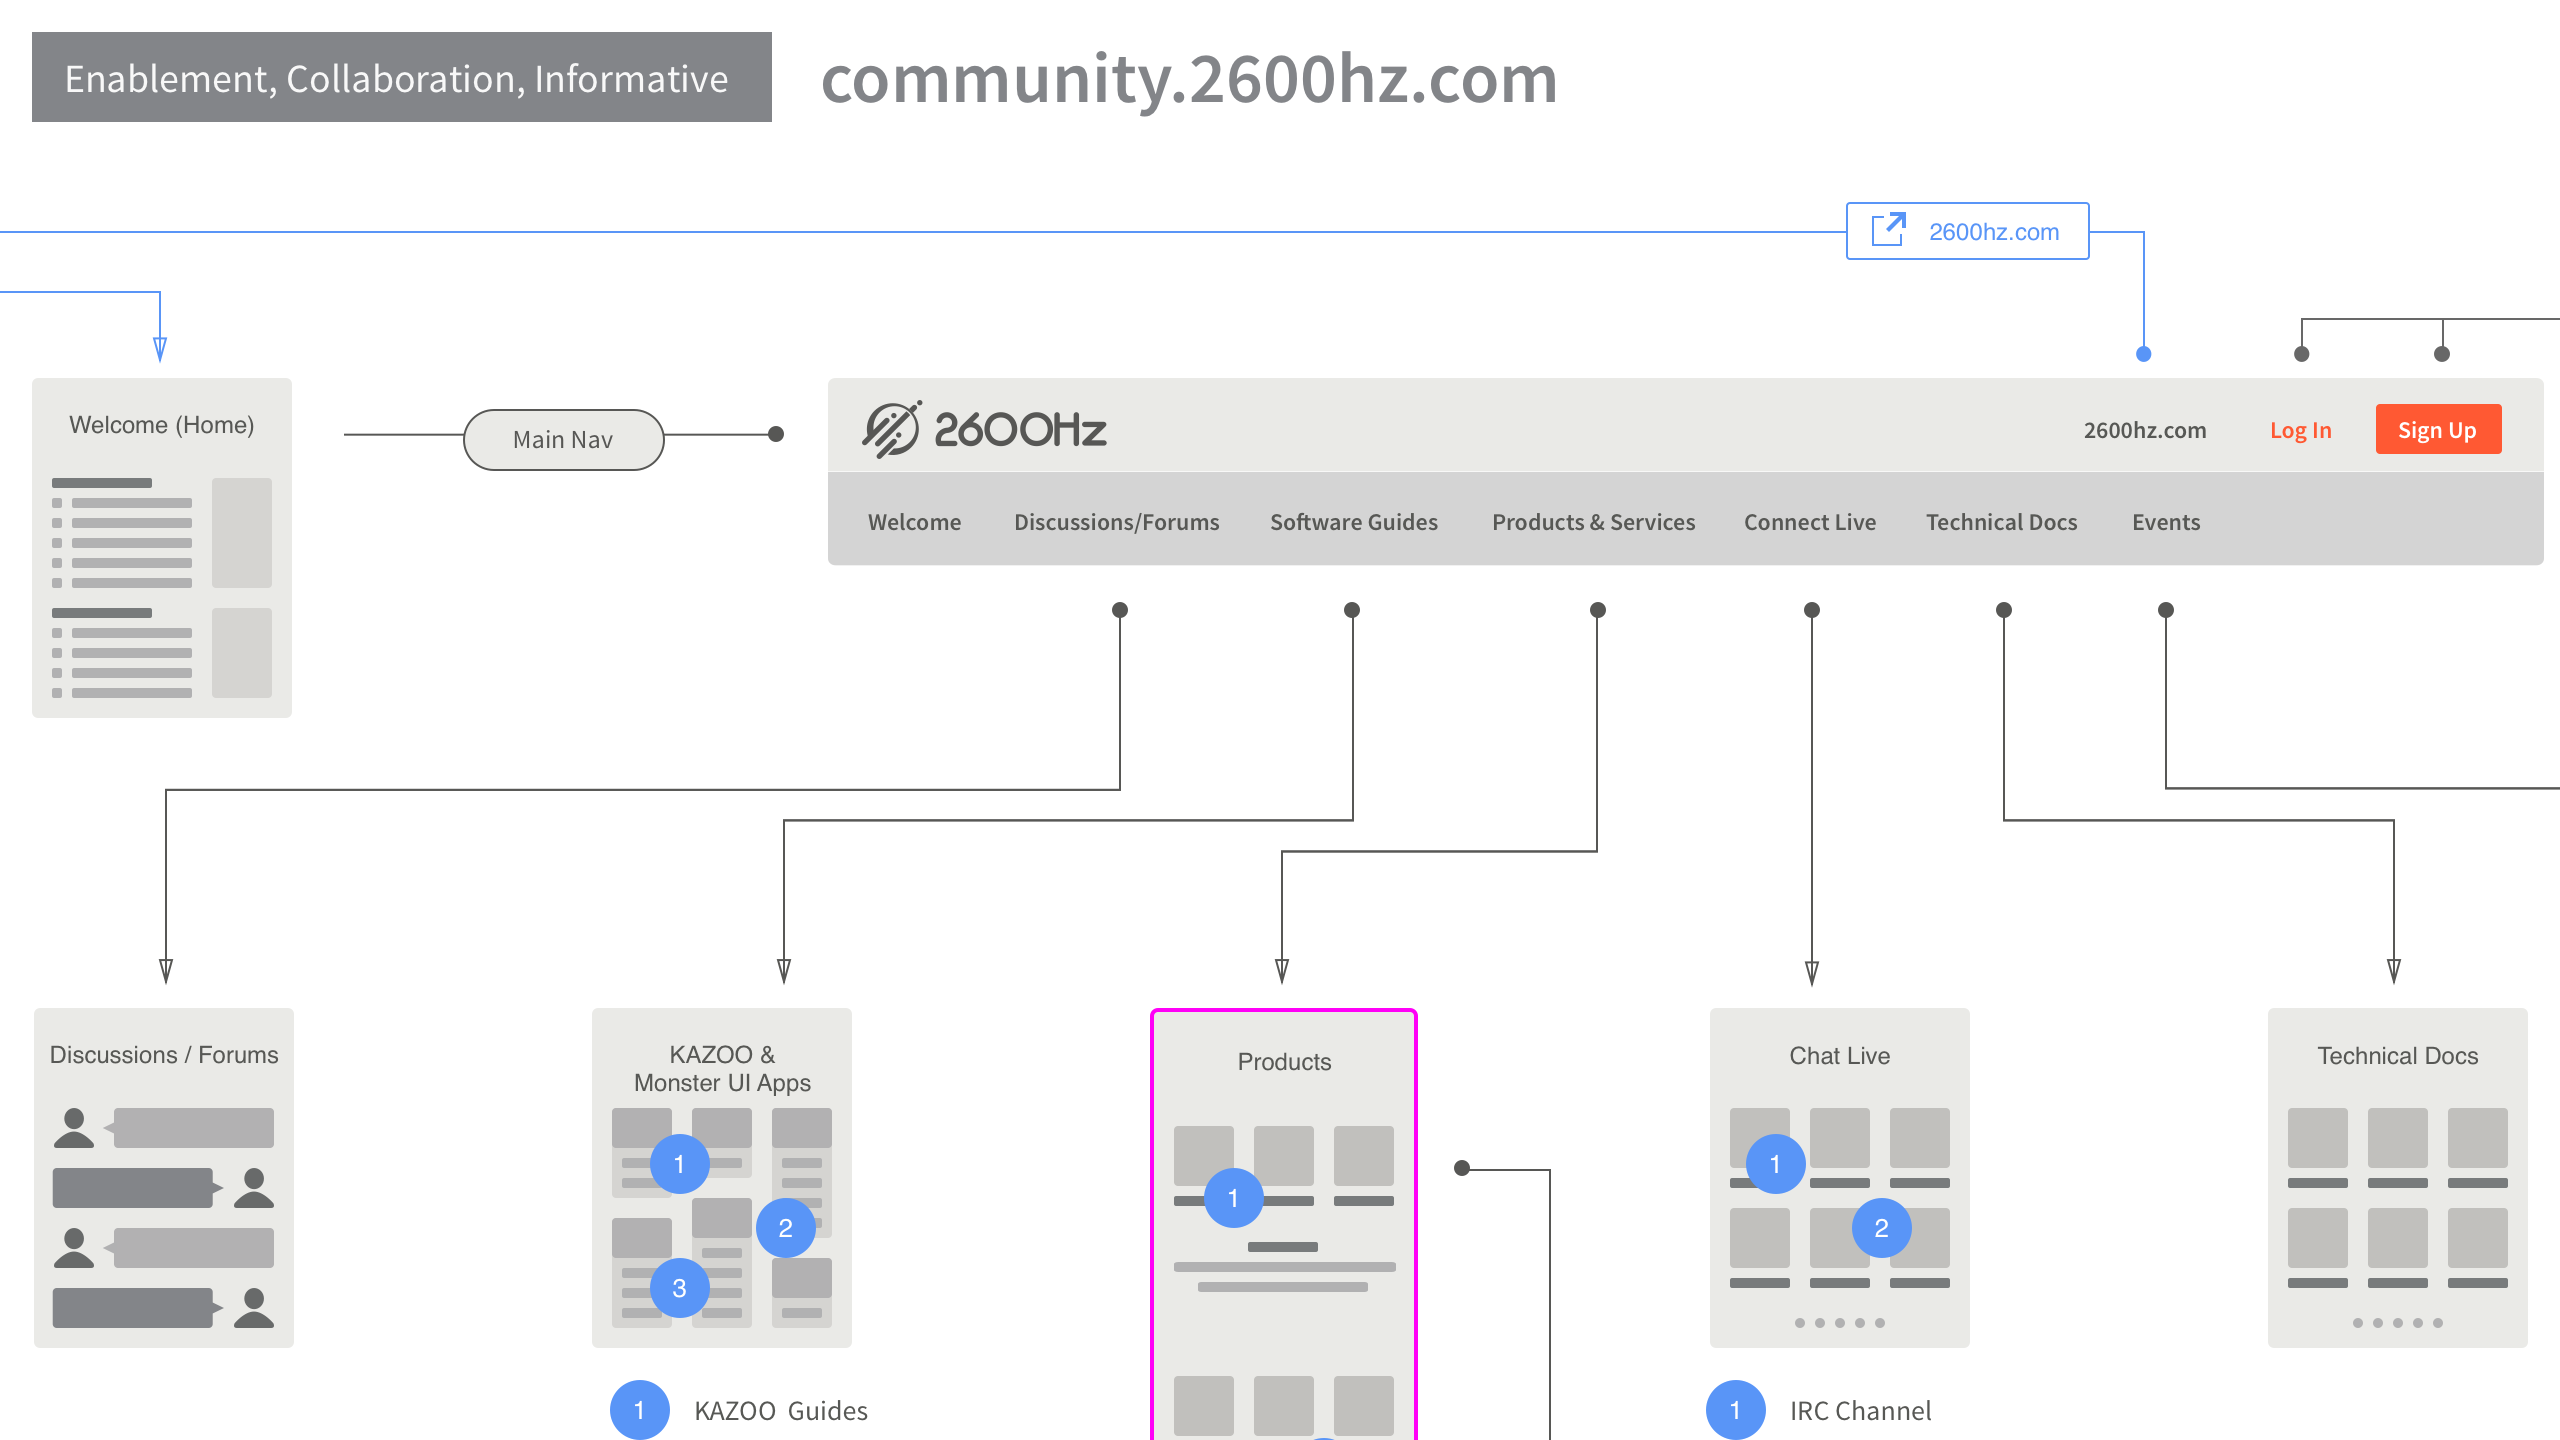 Enablement, Collaboration, Informative
community.2600hz.com
2600hz.com
Welcome (Home)
Main Nav
2600Hz
2600hz.com
Log In
Sign Up
Welcome
Discussions/Forums
Software Guides
Products & Services
Connect Live
Technical Docs
Events
Discussions / Forums
KAZOO &
Monster UI Apps
1
2
3
Products
1
Chat Live
1
2
Technical Docs
1 KAZOO Guides
1 IRC Channel